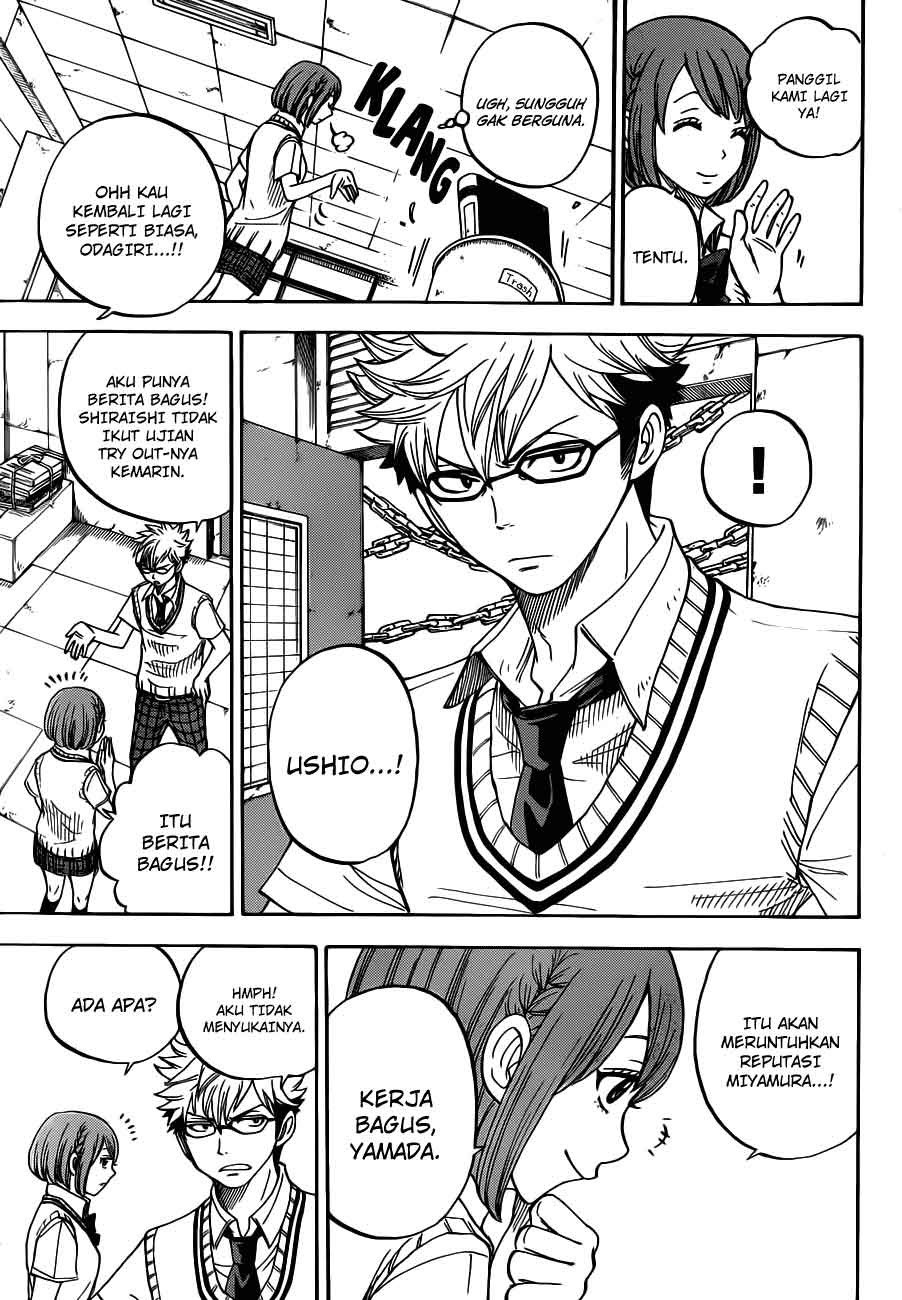 PANGGIL
KAMI LAGI
YA!
TENTU.
UGH, SUNGGUH
GAK BERGUNA.
KLANG
Trash
OHH KAU
KEMBALI LAGI
SEPERTI BIASA,
ODAGIRI...!!
!
USHIO...!
AKU PUNYA
BERITA BAGUS!
SHIRAISHI TIDAK
IKUT UJIAN
TRY OUT-NYA
KEMARIN.
ITU
BERITA
BAGUS!!
ITU AKAN
MERUNTUHKAN
REPUTASI
MIYAMURA...!
KERJA
BAGUS,
YAMADA.
HMPH!
AKU TIDAK
MENYUKAINYA.
ADA APA?